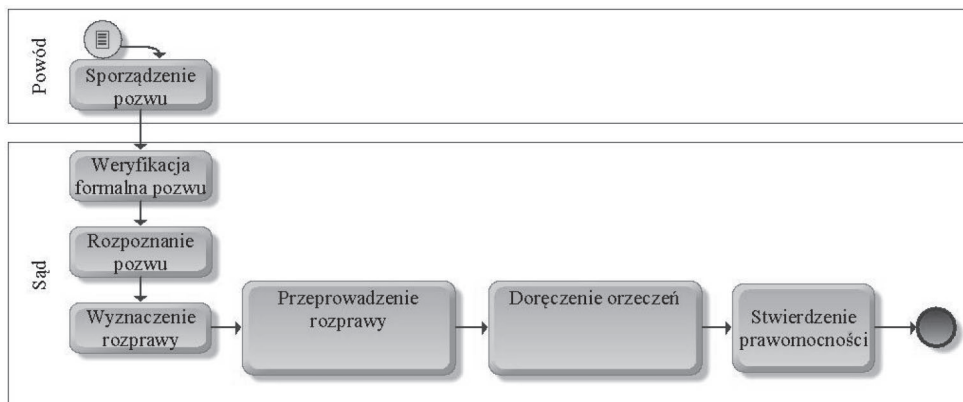 Powód
Sporządzenie
pozwu
Sąd
Weryfikacja
formalna pozwu
Rozpoznanie
pozwu
Wyznaczenie
rozprawy
Przeprowadzenie
rozprawy
Doręczenie orzeczeń
Stwierdzenie
prawomocności